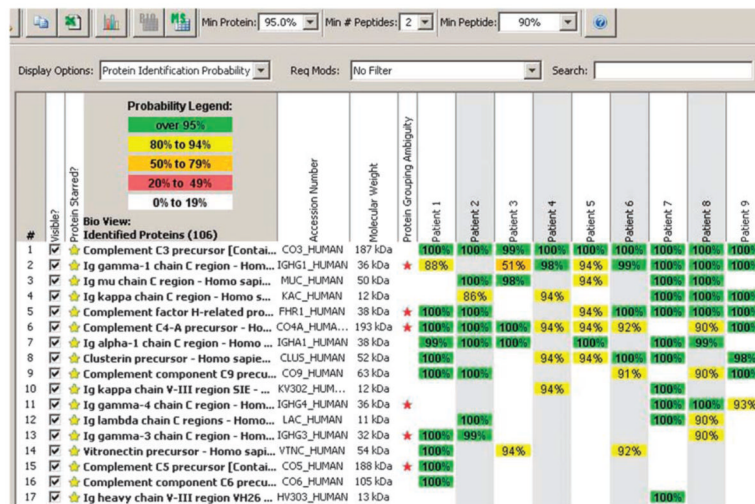 Min Protein: 95.0% Min # Peptides: 2 Min Peptide: 90%
Display Options: Protein Identification Probability Req Mods: No Filter Search:
Probability Legend:
over 95%
80% to 94%
50% to 79%
20% to 49%
0% to 19%
Bio View:
Identified Proteins (106)
# Visible? Protein Starred? Accession Number Molecular Weight Protein Grouping Ambiguity Patient 1 Patient 2 Patient 3 Patient 4 Patient 5 Patient 6 Patient 7 Patient 8 Patient 9
1 Complement C3 precursor [Contai... CO3_HUMAN 187 kDa 100% 100% 99% 100% 100% 100% 100% 100% 100%
2 Ig gamma-1 chain C region - Hom... IGHG1_HUMAN 36 kDa 88% 51% 98% 94% 99% 100% 100% 100%
3 Ig mu chain C region - Homo sapi... MUC_HUMAN 50 kDa 100% 98% 94% 100% 100%
4 Ig kappa chain C region - Homo s... KAC_HUMAN 12 kDa 86% 94% 100% 100% 100%
5 Complement factor H-related pro... FHR1_HUMAN 38 kDa 100% 100% 94% 100% 100% 100% 100%
6 Complement C4-A precursor - Ho... CO4A_HUMA... 193 kDa 100% 100% 100% 94% 94% 92% 90% 100%
7 Ig alpha-1 chain C region - Homo ... IGHA1_HUMAN 38 kDa 99% 100% 100% 100% 100% 99%
8 Clusterin precursor - Homo sapie... CLUS_HUMAN 52 kDa 100% 94% 94% 100% 100% 98%
9 Complement component C9 precu... CO9_HUMAN 63 kDa 100% 100% 91% 90% 100%
10 Ig kappa chain V-III region SIE - ... KV302_HUM... 12 kDa 94% 100%
11 Ig gamma-4 chain C region - Hom... IGHG4_HUMAN 36 kDa 100% 100% 93%
12 Ig lambda chain C regions - Homo... LAC_HUMAN 11 kDa 100% 100% 90%
13 Ig gamma-3 chain C region - Hom... IGHG3_HUMAN 32 kDa 100% 99% 90%
14 Vitronectin precursor - Homo sapi... VTNC_HUMAN 54 kDa 100% 94% 92%
15 Complement C5 precursor [Contai... CO5_HUMAN 188 kDa 100%
16 Complement component C6 precu... CO6_HUMAN 105 kDa 100%
17 Ig heavy chain V-III region VH26 ... HV303_HUMAN 13 kDa 100%